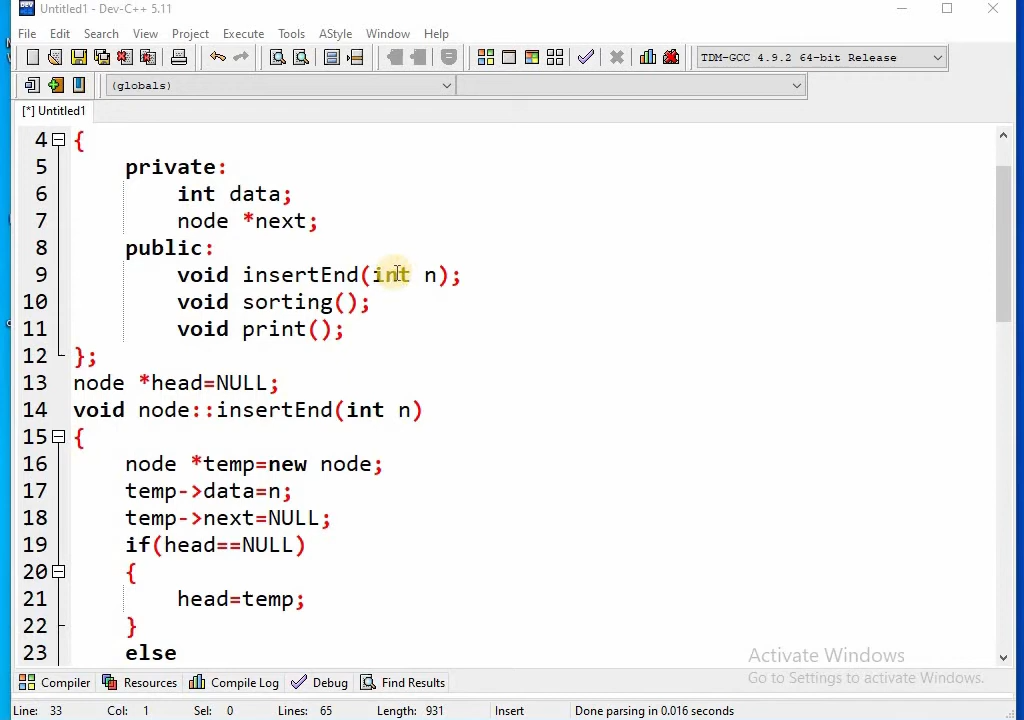 Untitled1 - Dev-C++ 5.11
File Edit Search View Project Execute Tools AStyle Window Help
TDM-GCC 4.9.2 64-bit Release
(globals)
[*] Untitled1
4 {
5 private:
6 int data;
7 node *next;
8 public:
9 void insertEnd(int n);
10 void sorting();
11 void print();
12 };
13 node *head=NULL;
14 void node::insertEnd(int n)
15 {
16 node *temp=new node;
17 temp->data=n;
18 temp->next=NULL;
19 if(head==NULL)
20 {
21 head=temp;
22 }
23 else
Activate Windows
Go to Settings to activate Windows.
Compiler Resources Compile Log Debug Find Results
Line: 33 Col: 1 Sel: 0 Lines: 65 Length: 931 Insert Done parsing in 0.016 seconds